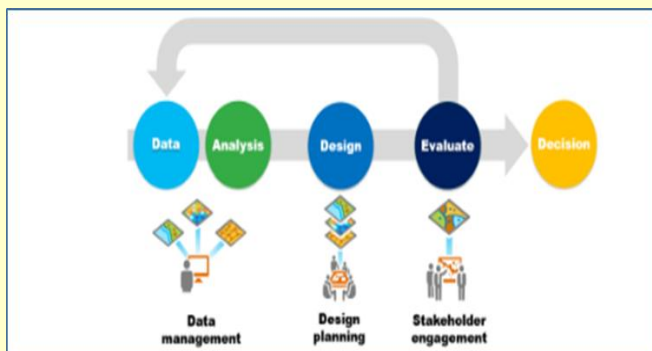 Data
Analysis
Design
Evaluate
Decision
Data
management
Design
planning
Stakeholder
engagement